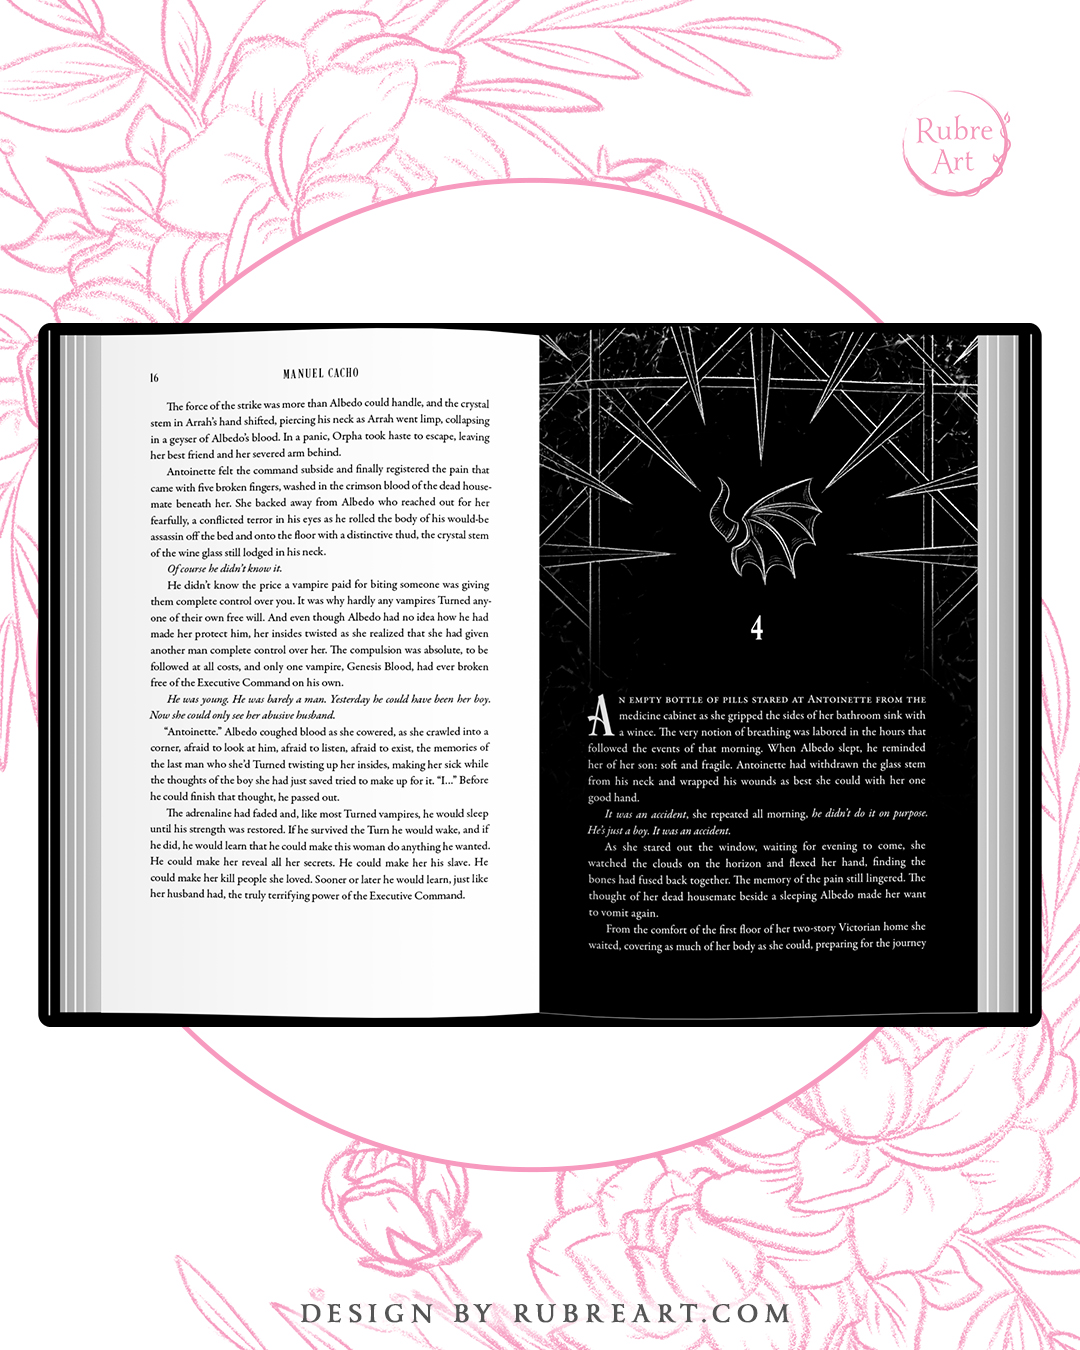 Rubre
Art
16
MANUEL CACHO
The force of the strike was more than Albedo could handle, and the crystal
stem in Arrah's hand shifted, piercing his neck as Arrah went limp, collapsing
in a geyser of Albedo's blood. In a panic, Orpha took haste to escape, leaving
her best friend and her severed arm behind.
Antoinette felt the command subside and finally registered the pain that
came with five broken fingers, washed in the crimson blood of the dead house-
mate beneath her. She backed away from Albedo who reached out for her
fearfully, a conflicted terror in his eyes as he rolled the body of his would-be
assassin off the bed and onto the floor with a distinctive thud, the crystal stem
of the wine glass still lodged in his neck.
Of course he didn't know it.
He didn't know the price a vampire paid for biting someone was giving
them complete control over you. It was why hardly any vampires Turned any-
one of their own free will. And even though Albedo had no idea how he had
made her protect him, her insides twisted as she realized that she had given
another man complete control over her. The compulsion was absolute, to be
followed at all costs, and only one vampire, Genesis Blood, had ever broken
free of the Executive Command on his own.
He was young. He was barely a man. Yesterday he could have been her boy.
Now she could only see her abusive husband.
“Antoinette.” Albedo coughed blood as she cowered, as she crawled into a
corner, afraid to look at him, afraid to listen, afraid to exist, the memories of
the last man who she'd Turned twisting up her insides, making her sick while
the thoughts of the boy she had just saved tried to make up for it. “I...” Before
he could finish that thought, he passed out.
The adrenaline had faded and, like most Turned vampires, he would sleep
until his strength was restored. If he survived the Turn he would wake, and if
he did, he would learn that he could make this woman do anything he wanted.
He could make her reveal all her secrets. He could make her his slave. He
could make her kill people she loved. Sooner or later he would learn, just like
her husband had, the truly terrifying power of the Executive Command.
4
AN EMPTY BOTTLE OF PILLS STARED AT ANTOINETTE FROM THE
medicine cabinet as she gripped the sides of her bathroom sink with
a wince. The very notion of breathing was labored in the hours that
followed the events of that morning. When Albedo slept, he reminded
her of her son: soft and fragile. Antoinette had withdrawn the glass stem
from his neck and wrapped his wounds as best she could with her one
good hand.
It was an accident, she repeated all morning, he didn't do it on purpose.
He's just a boy. It was an accident.
As she stared out the window, waiting for evening to come, she
watched the clouds on the horizon and flexed her hand, finding the
bones had fused back together. The memory of the pain still lingered. The
thought of her dead housemate beside a sleeping Albedo made her want
to vomit again.
From the comfort of the first floor of her two-story Victorian home she
waited, covering as much of her body as she could, preparing for the journey
DESIGN BY RUBREART.COM